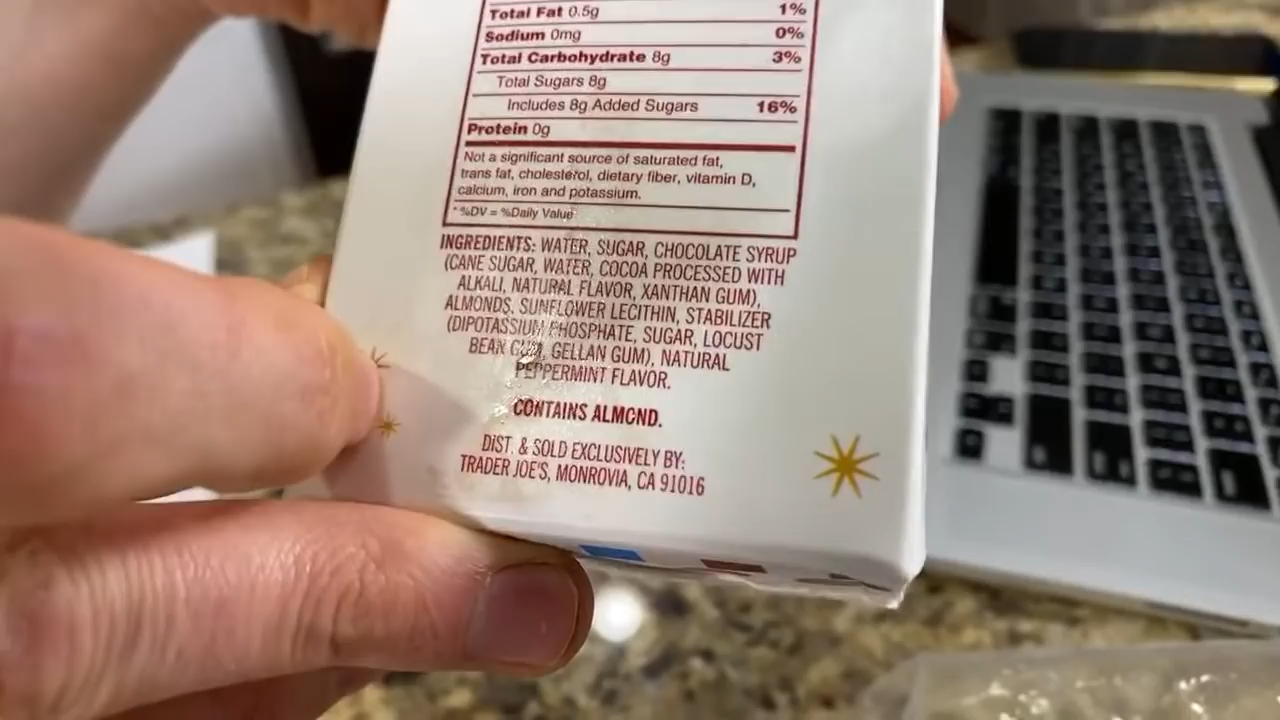 Total Fat 0.5g 1%
Sodium 0mg 0%
Total Carbohydrate 8g 3%
Total Sugars 8g
Includes 8g Added Sugars 16%
Protein 0g
Not a significant source of saturated fat,
trans fat, cholesterol, dietary fiber, vitamin D,
calcium, iron and potassium.
*%DV = %Daily Value
INGREDIENTS: WATER, SUGAR, CHOCOLATE SYRUP
(CANE SUGAR, WATER, COCOA PROCESSED WITH
ALKALI, NATURAL FLAVOR, XANTHAN GUM),
ALMONDS, SUNFLOWER LECITHIN, STABILIZER
(DIPOTASSIUM PHOSPHATE, SUGAR, LOCUST
BEAN GUM, GELLAN GUM), NATURAL
PEPPERMINT FLAVOR.
CONTAINS ALMOND.
DIST. & SOLD EXCLUSIVELY BY:
TRADER JOE'S, MONROVIA, CA 91016